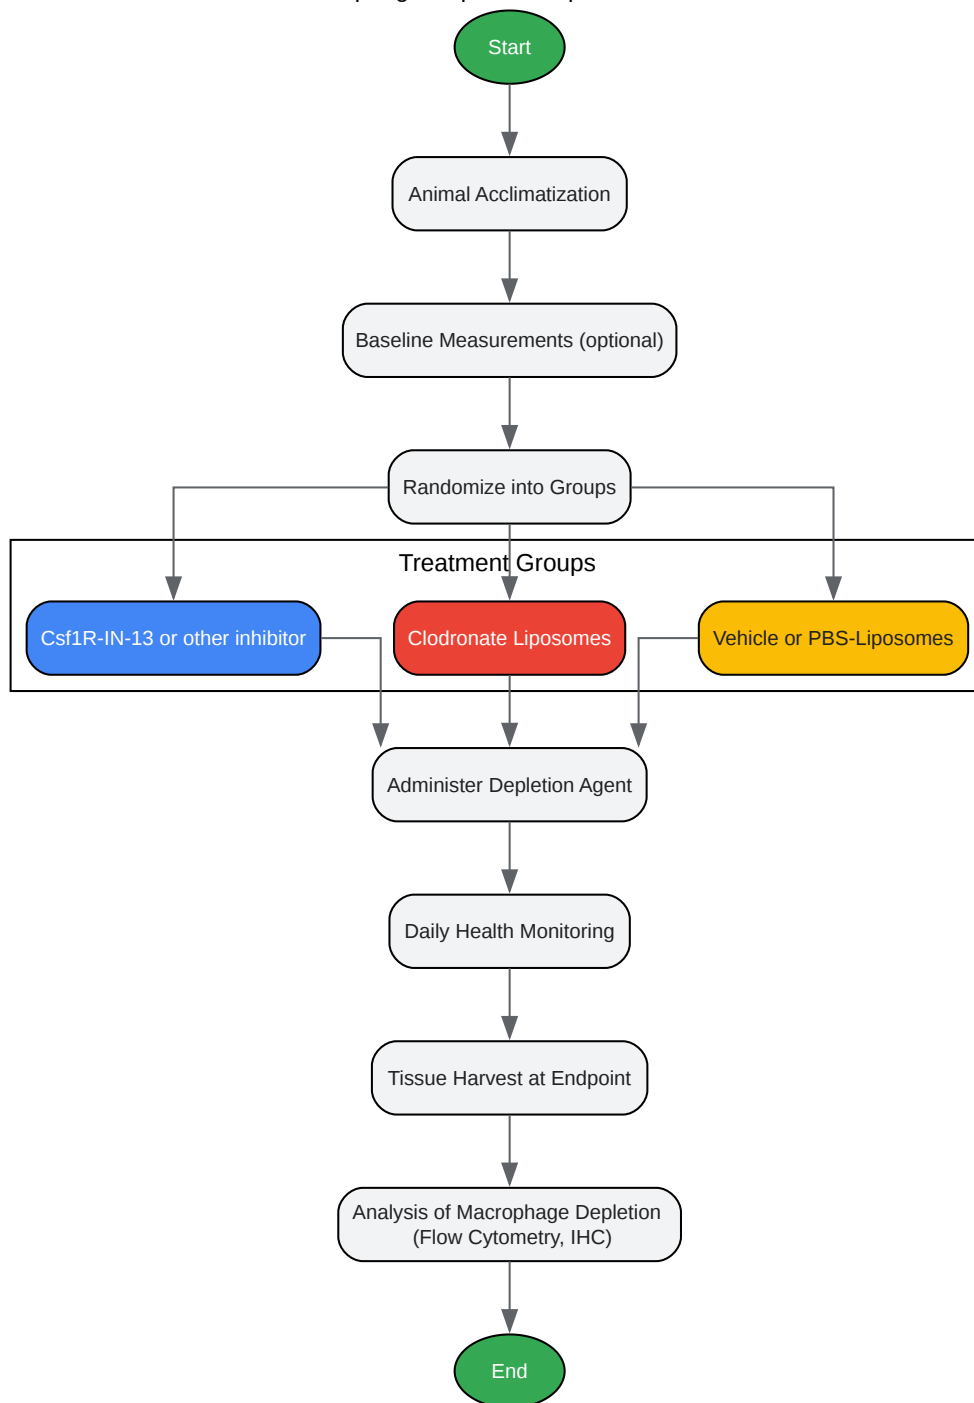 Start
Animal Acclimatization
Baseline Measurements (optional)
Randomize into Groups
Treatment Groups
Csf1R-IN-13 or other inhibitor
Clodronate Liposomes
Vehicle or PBS-Liposomes
Administer Depletion Agent
Daily Health Monitoring
Tissue Harvest at Endpoint
Analysis of Macrophage Depletion
(Flow Cytometry, IHC)
End